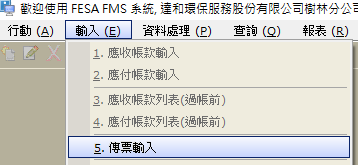 歡迎使用 FESA FMS 系統, 達和環保服務股份有限公司樹林分公
行動 (A) 輸入 (E) 資料處理 (P) 查詢 (Q) 報表 (R)
1. 應收帳款輸入
2. 應付帳款輸入
3. 應收帳款列表(過帳前)
4. 應付帳款列表(過帳前)
5. 傳票輸入